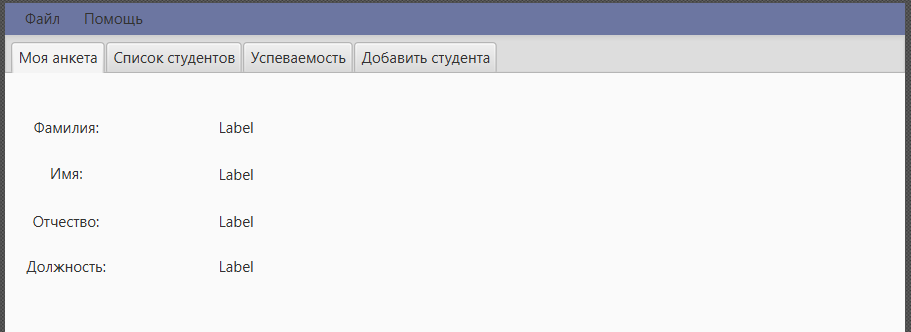 Файл Помощь
Моя анкета Список студентов Успеваемость Добавить студента
Фамилия: Label
Имя: Label
Отчество: Label
Должность: Label